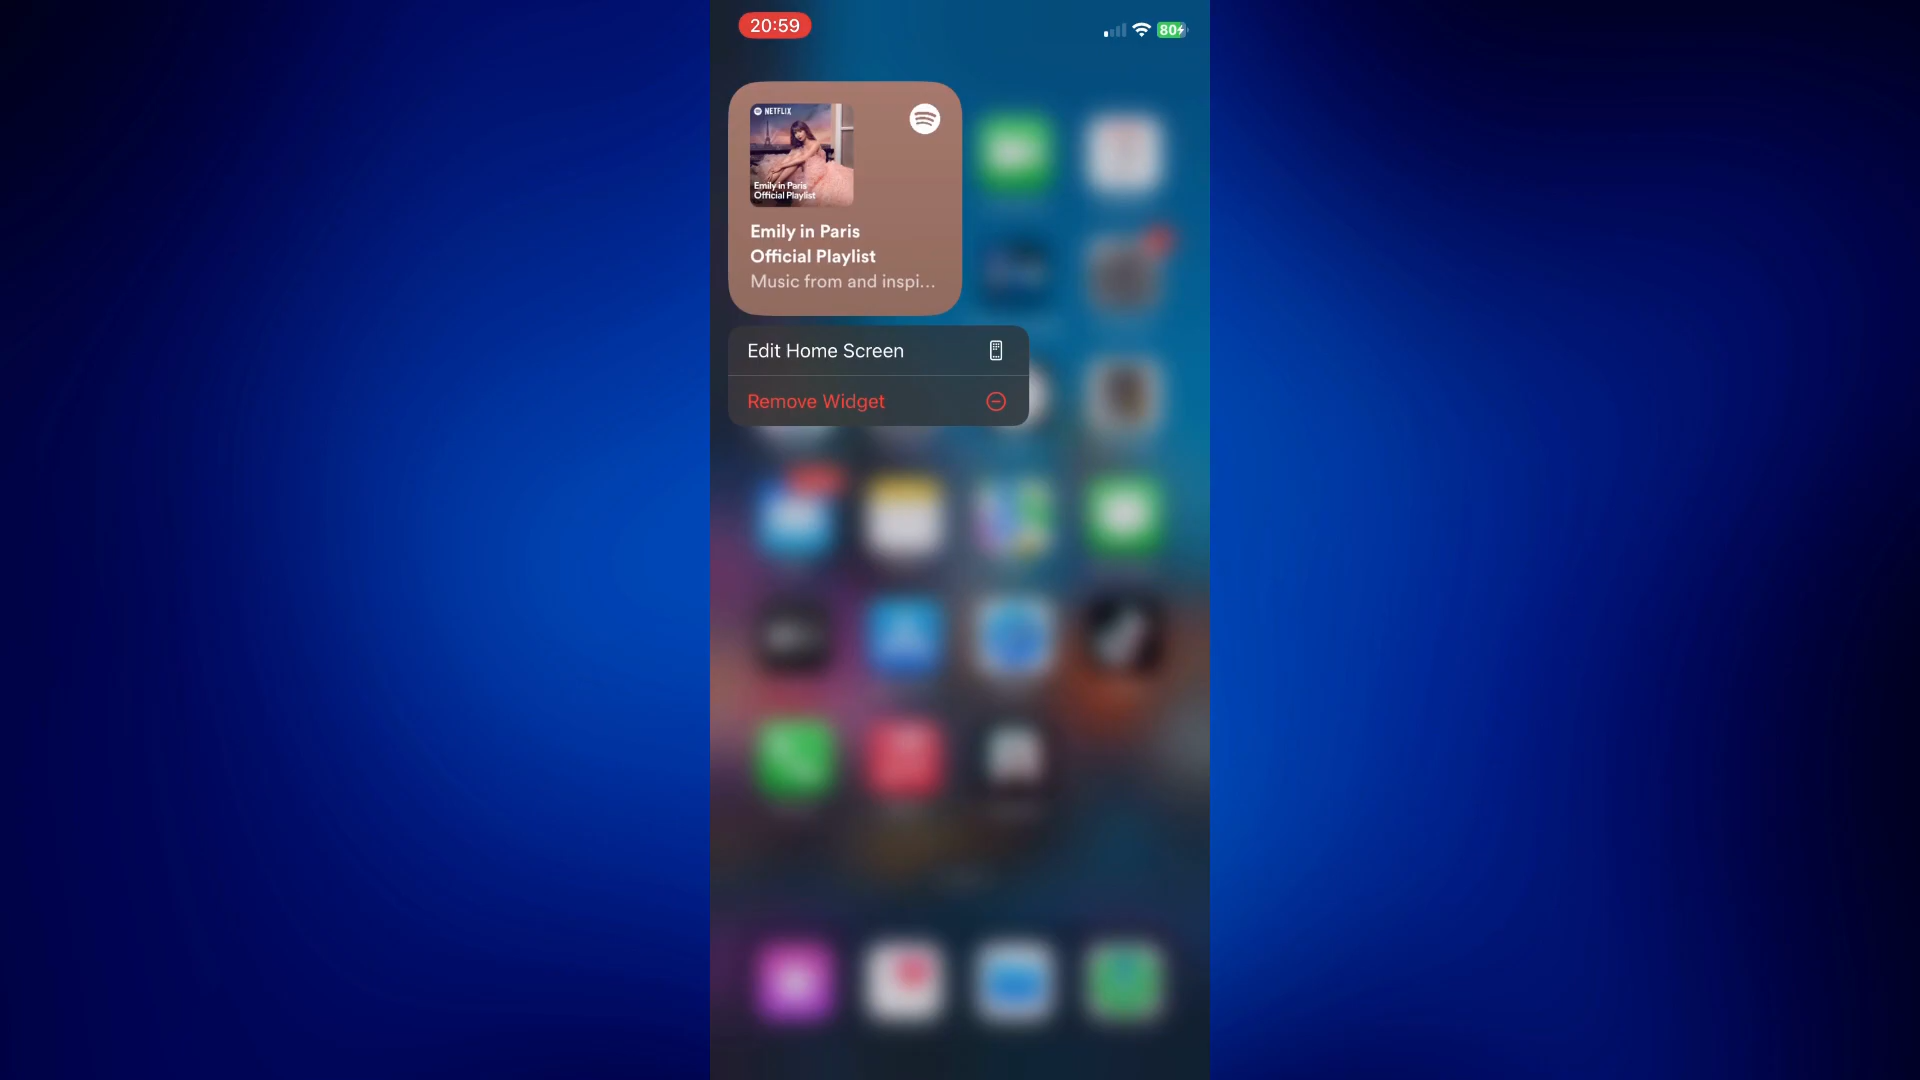 20:59
80
NETFLIX
Emily in Paris
Official Playlist
Emily in Paris
Official Playlist
Music from and inspi...
Edit Home Screen
Remove Widget